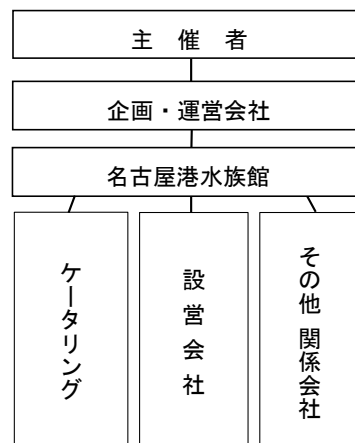 主 催 者
企画・運営会社
名古屋港水族館
ケータリング
設営会社
その他 関係会社